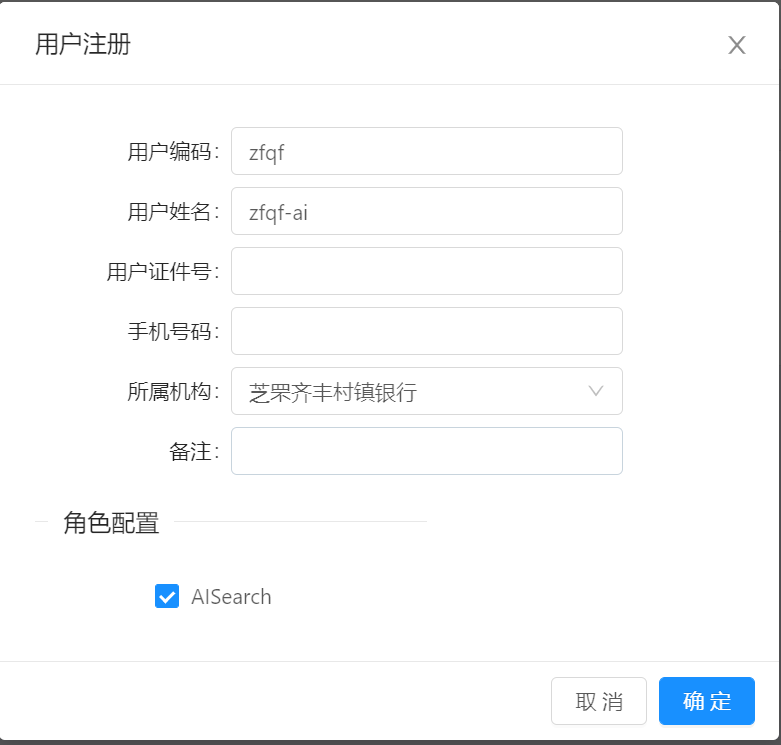 用户注册
用户编码: zfqf
用户姓名: zfqf-ai
用户证件号:
手机号码:
所属机构: 芝罘齐丰村镇银行
备注:
角色配置
AISearch
取 消 确 定